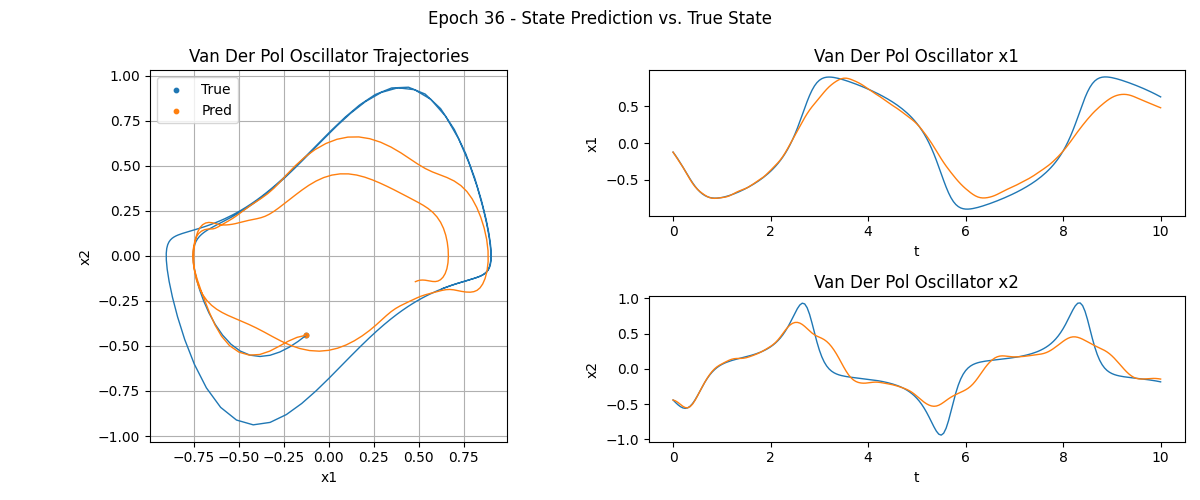 Epoch 36 - State Prediction vs. True State
Van Der Pol Oscillator Trajectories
1.00
0.75
0.50
0.25
0.00
−0.25
−0.50
−0.75
−1.00
x2
True
Pred
−0.75 −0.50 −0.25 0.00 0.25 0.50 0.75
x1
Van Der Pol Oscillator x1
0.5
0.0
−0.5
x1
0 2 4 6 8 10
t
Van Der Pol Oscillator x2
1.0
0.5
0.0
−0.5
−1.0
x2
0 2 4 6 8 10
t